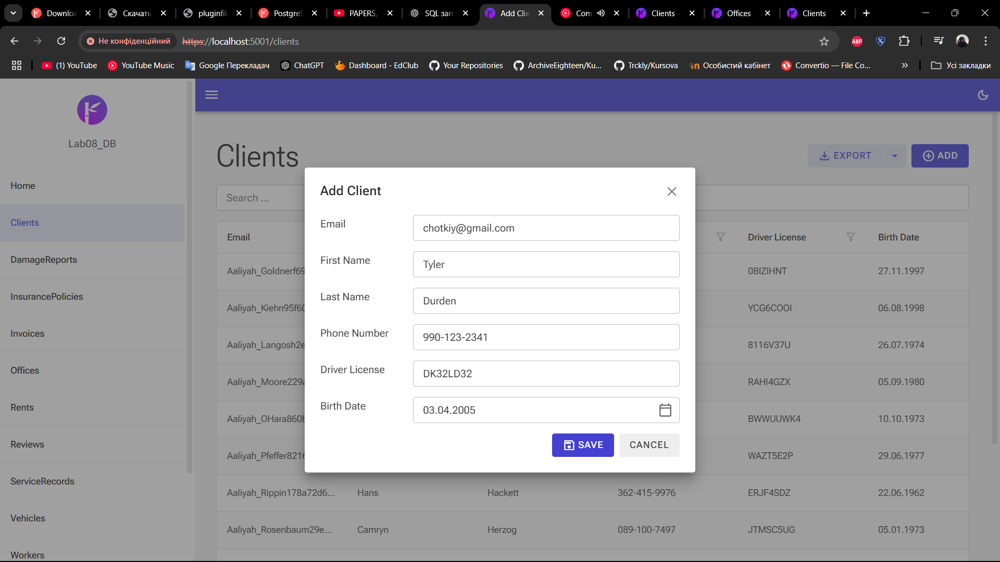 Downloa
Скачать
pluginfil
PostgreS
PAPERS,
SQL зап
Add Clie
Com
Clients
Offices
Clients
Не конфіденційний
https://localhost:5001/clients
ABP
(1) YouTube
YouTube Music
Google Перекладач
ChatGPT
Dashboard - EdClub
Your Repositories
ArchiveEighteen/Ku...
Trckly/Kursova
Особистий кабінет
Convertio — File Co...
Усі закладки
Lab08_DB
Home
Clients
DamageReports
InsurancePolicies
Invoices
Offices
Rents
Reviews
ServiceRecords
Vehicles
Workers
Clients
EXPORT
ADD
Search ...
Email
Driver License
Birth Date
Aaliyah_Goldnerf69
0BIZIHNT
27.11.1997
Aaliyah_Kiehn95f60
YCG6COOI
06.08.1998
Aaliyah_Langosh2e
8116V37U
26.07.1974
Aaliyah_Moore229a
RAHI4GZX
05.09.1980
Aaliyah_OHara860b
BWWUUWK4
10.10.1973
Aaliyah_Pfeffer8216
WAZT5E2P
29.06.1977
Aaliyah_Rippin178a72d6...
Hans
Hackett
362-415-9976
ERJF4SDZ
22.06.1962
Aaliyah_Rosenbaum29e...
Camryn
Herzog
089-100-7497
JTMSC5UG
05.01.1973
Add Client
Email
chotkiy@gmail.com
First Name
Tyler
Last Name
Durden
Phone Number
990-123-2341
Driver License
DK32LD32
Birth Date
03.04.2005
SAVE
CANCEL